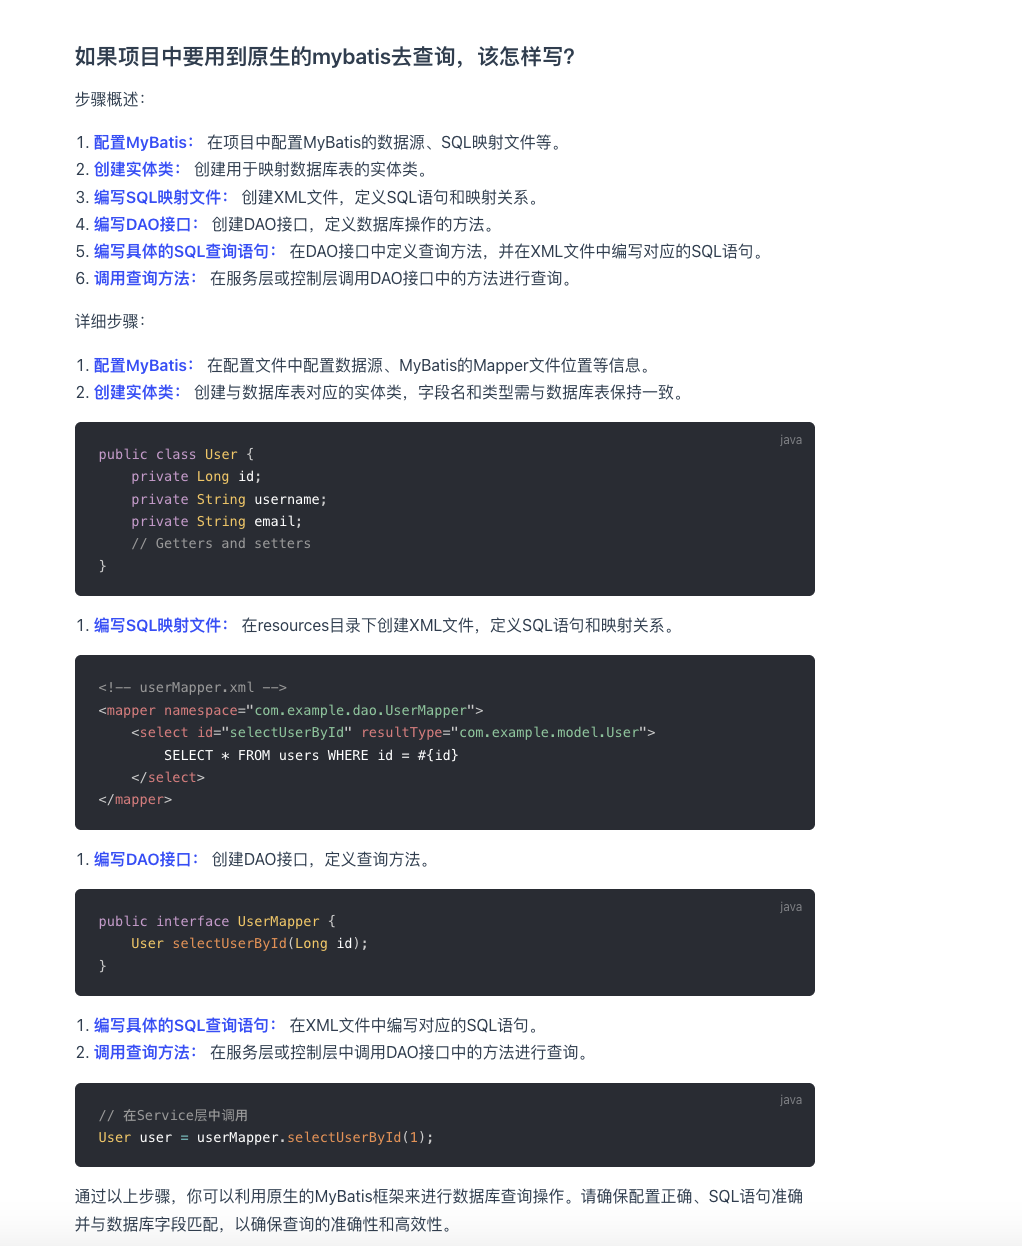 如果项目中要用到原生的mybatis去查询，该怎样写？
步骤概述：
1. 配置MyBatis： 在项目中配置MyBatis的数据源、SQL映射文件等。
2. 创建实体类： 创建用于映射数据库表的实体类。
3. 编写SQL映射文件： 创建XML文件，定义SQL语句和映射关系。
4. 编写DAO接口： 创建DAO接口，定义数据库操作的方法。
5. 编写具体的SQL查询语句： 在DAO接口中定义查询方法，并在XML文件中编写对应的SQL语句。
6. 调用查询方法： 在服务层或控制层调用DAO接口中的方法进行查询。
详细步骤：
1. 配置MyBatis： 在配置文件中配置数据源、MyBatis的Mapper文件位置等信息。
2. 创建实体类： 创建与数据库表对应的实体类，字段名和类型需与数据库表保持一致。
java
public class User {
    private Long id;
    private String username;
    private String email;
    // Getters and setters
}
1. 编写SQL映射文件： 在resources目录下创建XML文件，定义SQL语句和映射关系。
<!-- userMapper.xml -->
<mapper namespace="com.example.dao.UserMapper">
    <select id="selectUserById" resultType="com.example.model.User">
        SELECT * FROM users WHERE id = #{id}
    </select>
</mapper>
1. 编写DAO接口： 创建DAO接口，定义查询方法。
java
public interface UserMapper {
    User selectUserById(Long id);
}
1. 编写具体的SQL查询语句： 在XML文件中编写对应的SQL语句。
2. 调用查询方法： 在服务层或控制层中调用DAO接口中的方法进行查询。
java
// 在Service层中调用
User user = userMapper.selectUserById(1);
通过以上步骤，你可以利用原生的MyBatis框架来进行数据库查询操作。请确保配置正确、SQL语句准确
并与数据库字段匹配，以确保查询的准确性和高效性。